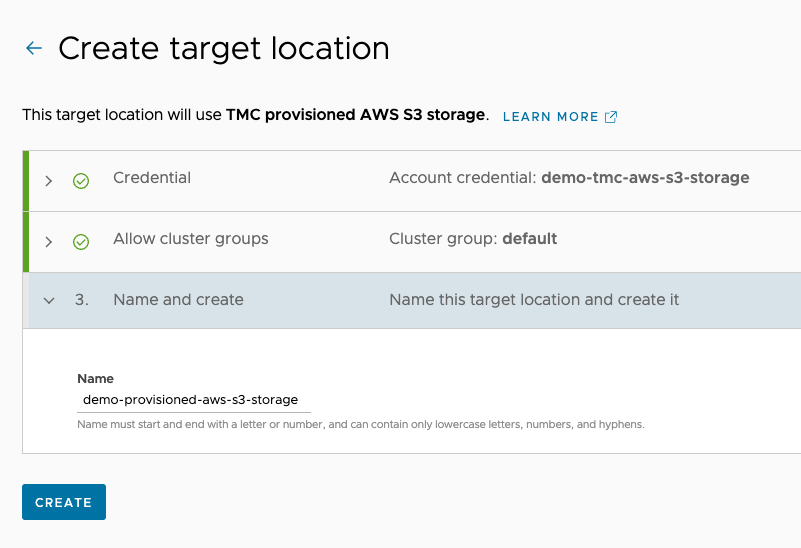 Create target location
This target location will use TMC provisioned AWS S3 storage. LEARN MORE
Credential Account credential: demo-tmc-aws-s3-storage
Allow cluster groups Cluster group: default
3. Name and create Name this target location and create it
Name
demo-provisioned-aws-s3-storage
Name must start and end with a letter or number, and can contain only lowercase letters, numbers, and hyphens.
CREATE